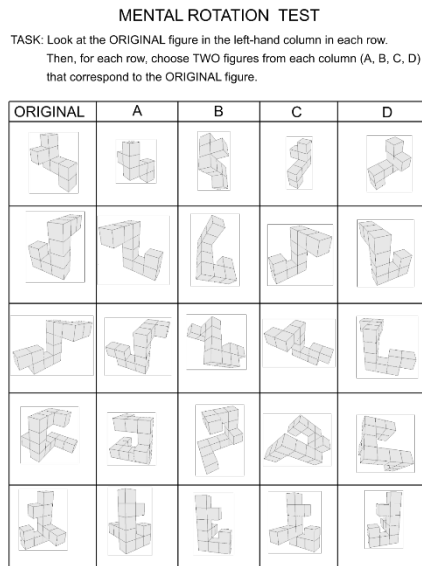 MENTAL ROTATION TEST
TASK: Look at the ORIGINAL figure in the left-hand column in each row.
Then, for each row, choose TWO figures from each column (A, B, C, D)
that correspond to the ORIGINAL figure.
ORIGINAL A B C D